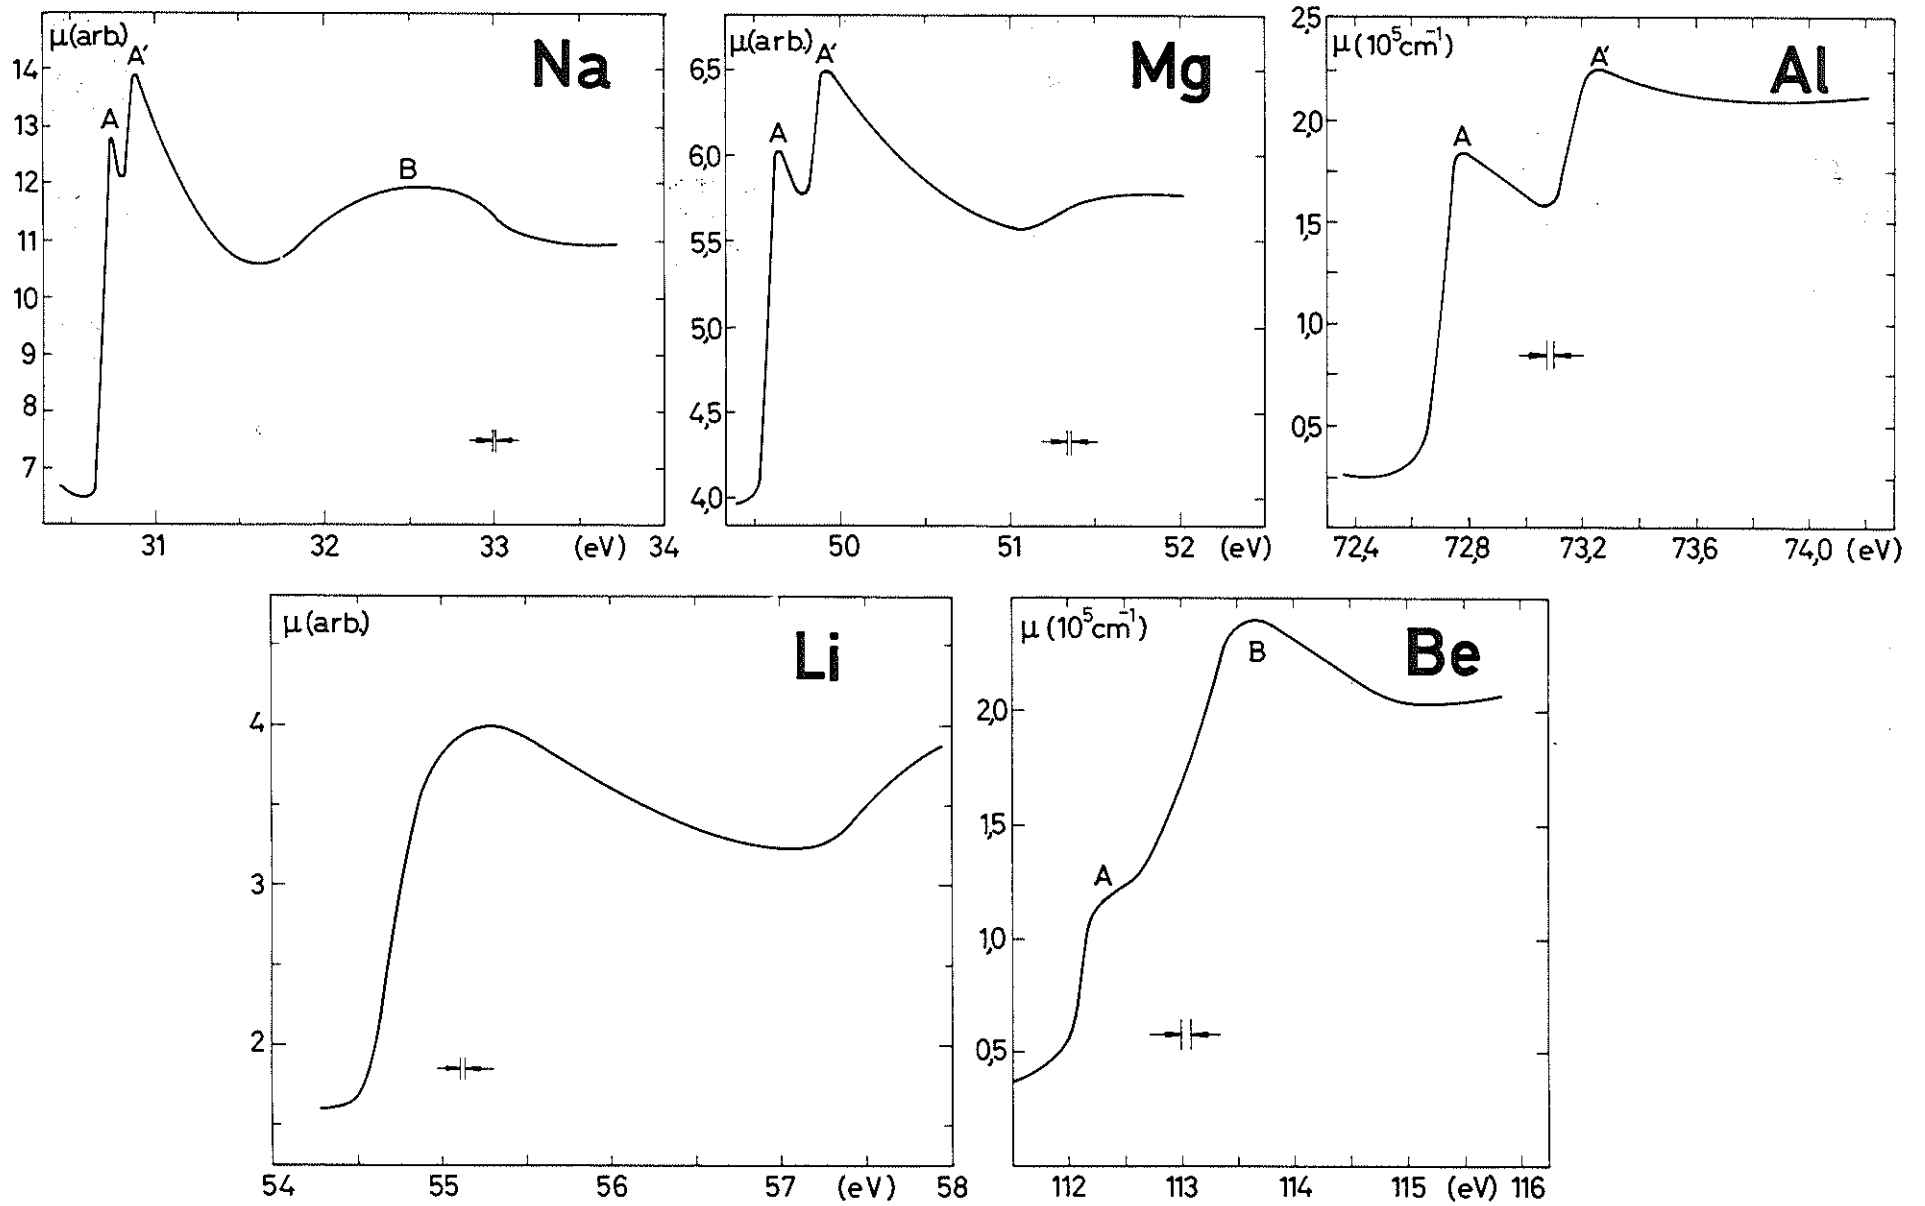 μ(arb.)
Na
A'
A
B
14
13
12
11
10
9
8
7
31 32 33 (eV) 34
μ(arb.)
Mg
A'
A
6,5
6,0
5,5
5,0
4,5
4,0
50 51 52 (eV)
2,5
μ(10⁵cm⁻¹)
Al
A'
A
2,0
1,5
1,0
0,5
72,4 72,8 73,2 73,6 74,0 (eV)
μ(arb.)
Li
4
3
2
54 55 56 57 (eV) 58
μ(10⁵cm⁻¹)
Be
B
A
2,0
1,5
1,0
0,5
112 113 114 115 (eV) 116